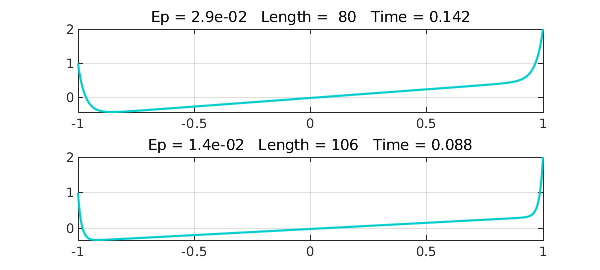 Ep = 2.9e-02 Length = 80 Time = 0.142
2
1
0
-1 -0.5 0 0.5 1
Ep = 1.4e-02 Length = 106 Time = 0.088
2
1
0
-1 -0.5 0 0.5 1